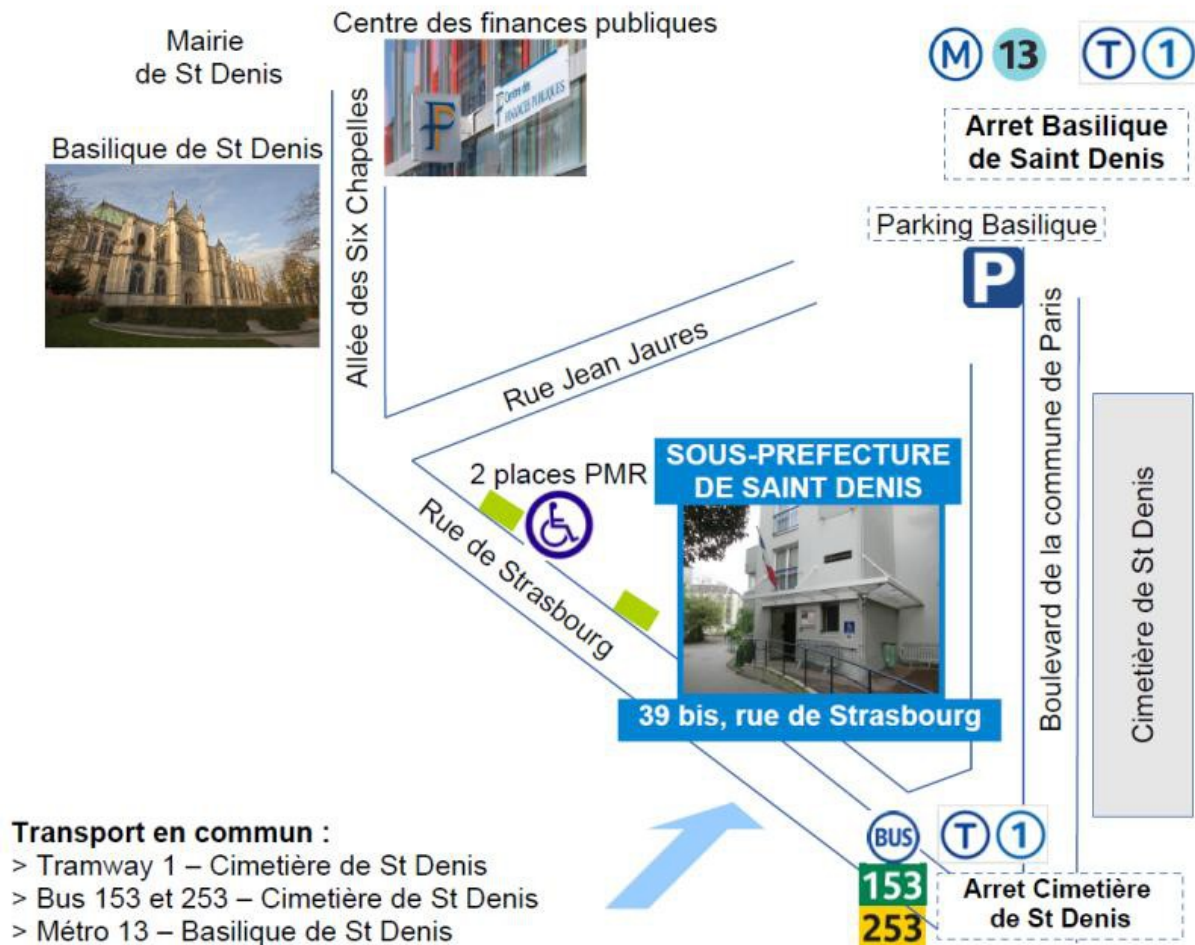 Centre des finances publiques
Mairie
de St Denis
M 13 T 1
Centre des
FINANCES PUBLIQUES
Arret Basilique
de Saint Denis
Basilique de St Denis
Allée des Six Chapelles
Parking Basilique
P
Rue Jean Jaures
Boulevard de la commune de Paris
Cimetière de St Denis
SOUS-PREFECTURE
DE SAINT DENIS
2 places PMR
Rue de Strasbourg
39 bis, rue de Strasbourg
Transport en commun :
> Tramway 1 – Cimetière de St Denis
> Bus 153 et 253 – Cimetière de St Denis
> Métro 13 – Basilique de St Denis
BUS T 1
153
253
Arret Cimetière
de St Denis